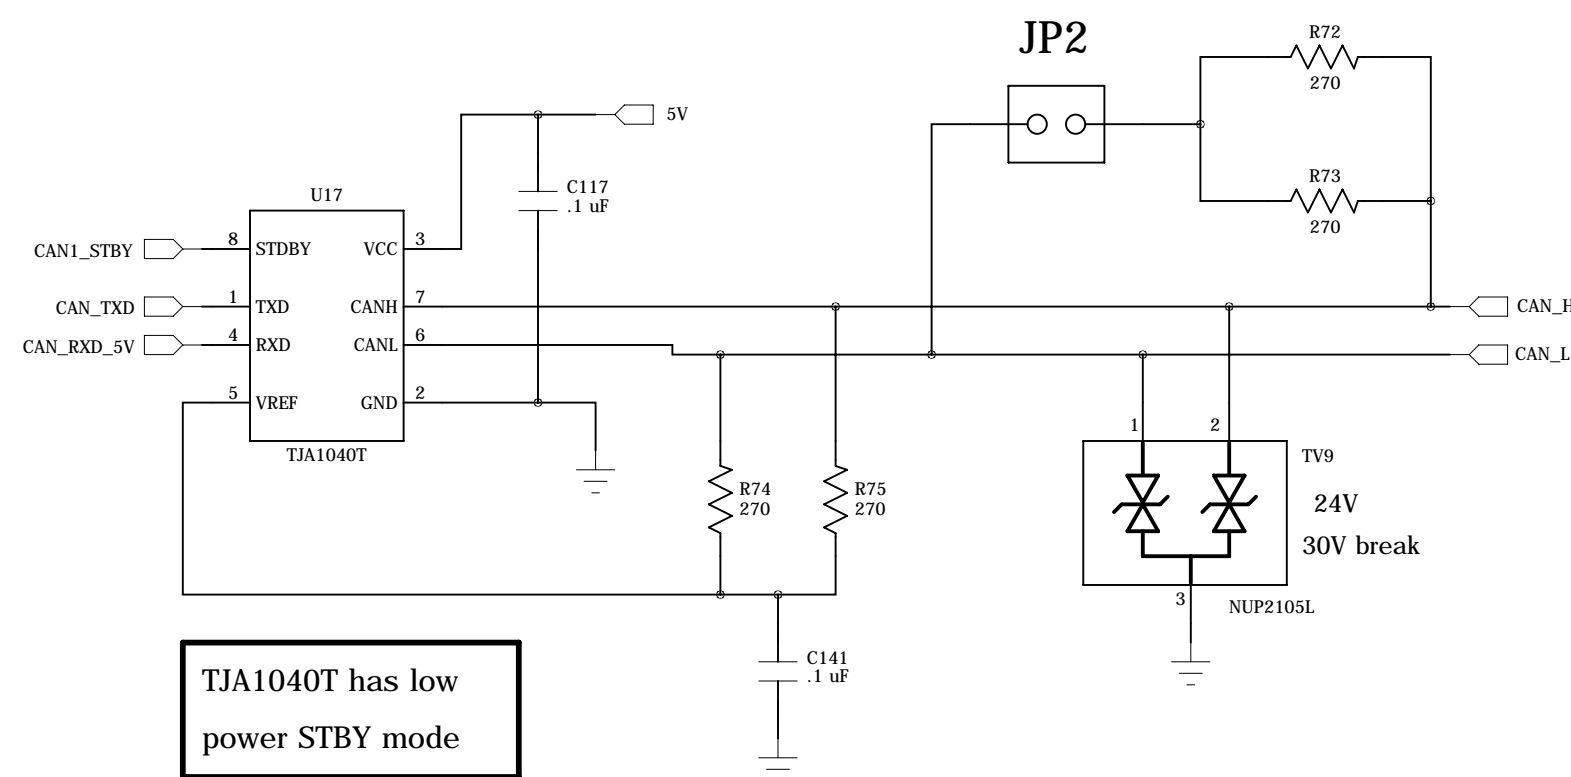 JP2
R72
270
5V
C117
.1 uF
R73
270
U17
CAN1_STBY
8
STDBY
VCC
3
CAN_TXD
1
TXD
CANH
7
CAN_H
CAN_RXD_5V
4
RXD
CANL
6
CAN_L
5
VREF
GND
2
TJA1040T
1
2
TV9
R74
270
R75
270
24V
30V break
3
NUP2105L
C141
.1 uF
TJA1040T has low
power STBY mode